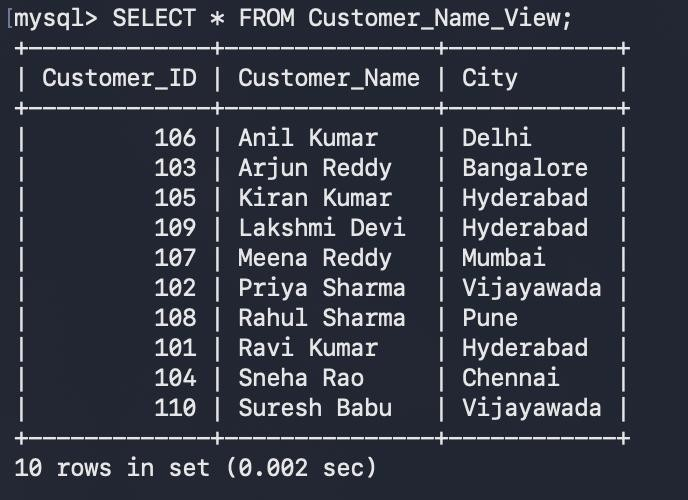 [mysql> SELECT * FROM Customer_Name_View;
+-------------+---------------+------------+
| Customer_ID | Customer_Name | City       |
+-------------+---------------+------------+
|         106 | Anil Kumar    | Delhi      |
|         103 | Arjun Reddy   | Bangalore  |
|         105 | Kiran Kumar   | Hyderabad  |
|         109 | Lakshmi Devi  | Hyderabad  |
|         107 | Meena Reddy   | Mumbai     |
|         102 | Priya Sharma  | Vijayawada |
|         108 | Rahul Sharma  | Pune       |
|         101 | Ravi Kumar    | Hyderabad  |
|         104 | Sneha Rao     | Chennai    |
|         110 | Suresh Babu   | Vijayawada |
+-------------+---------------+------------+
10 rows in set (0.002 sec)